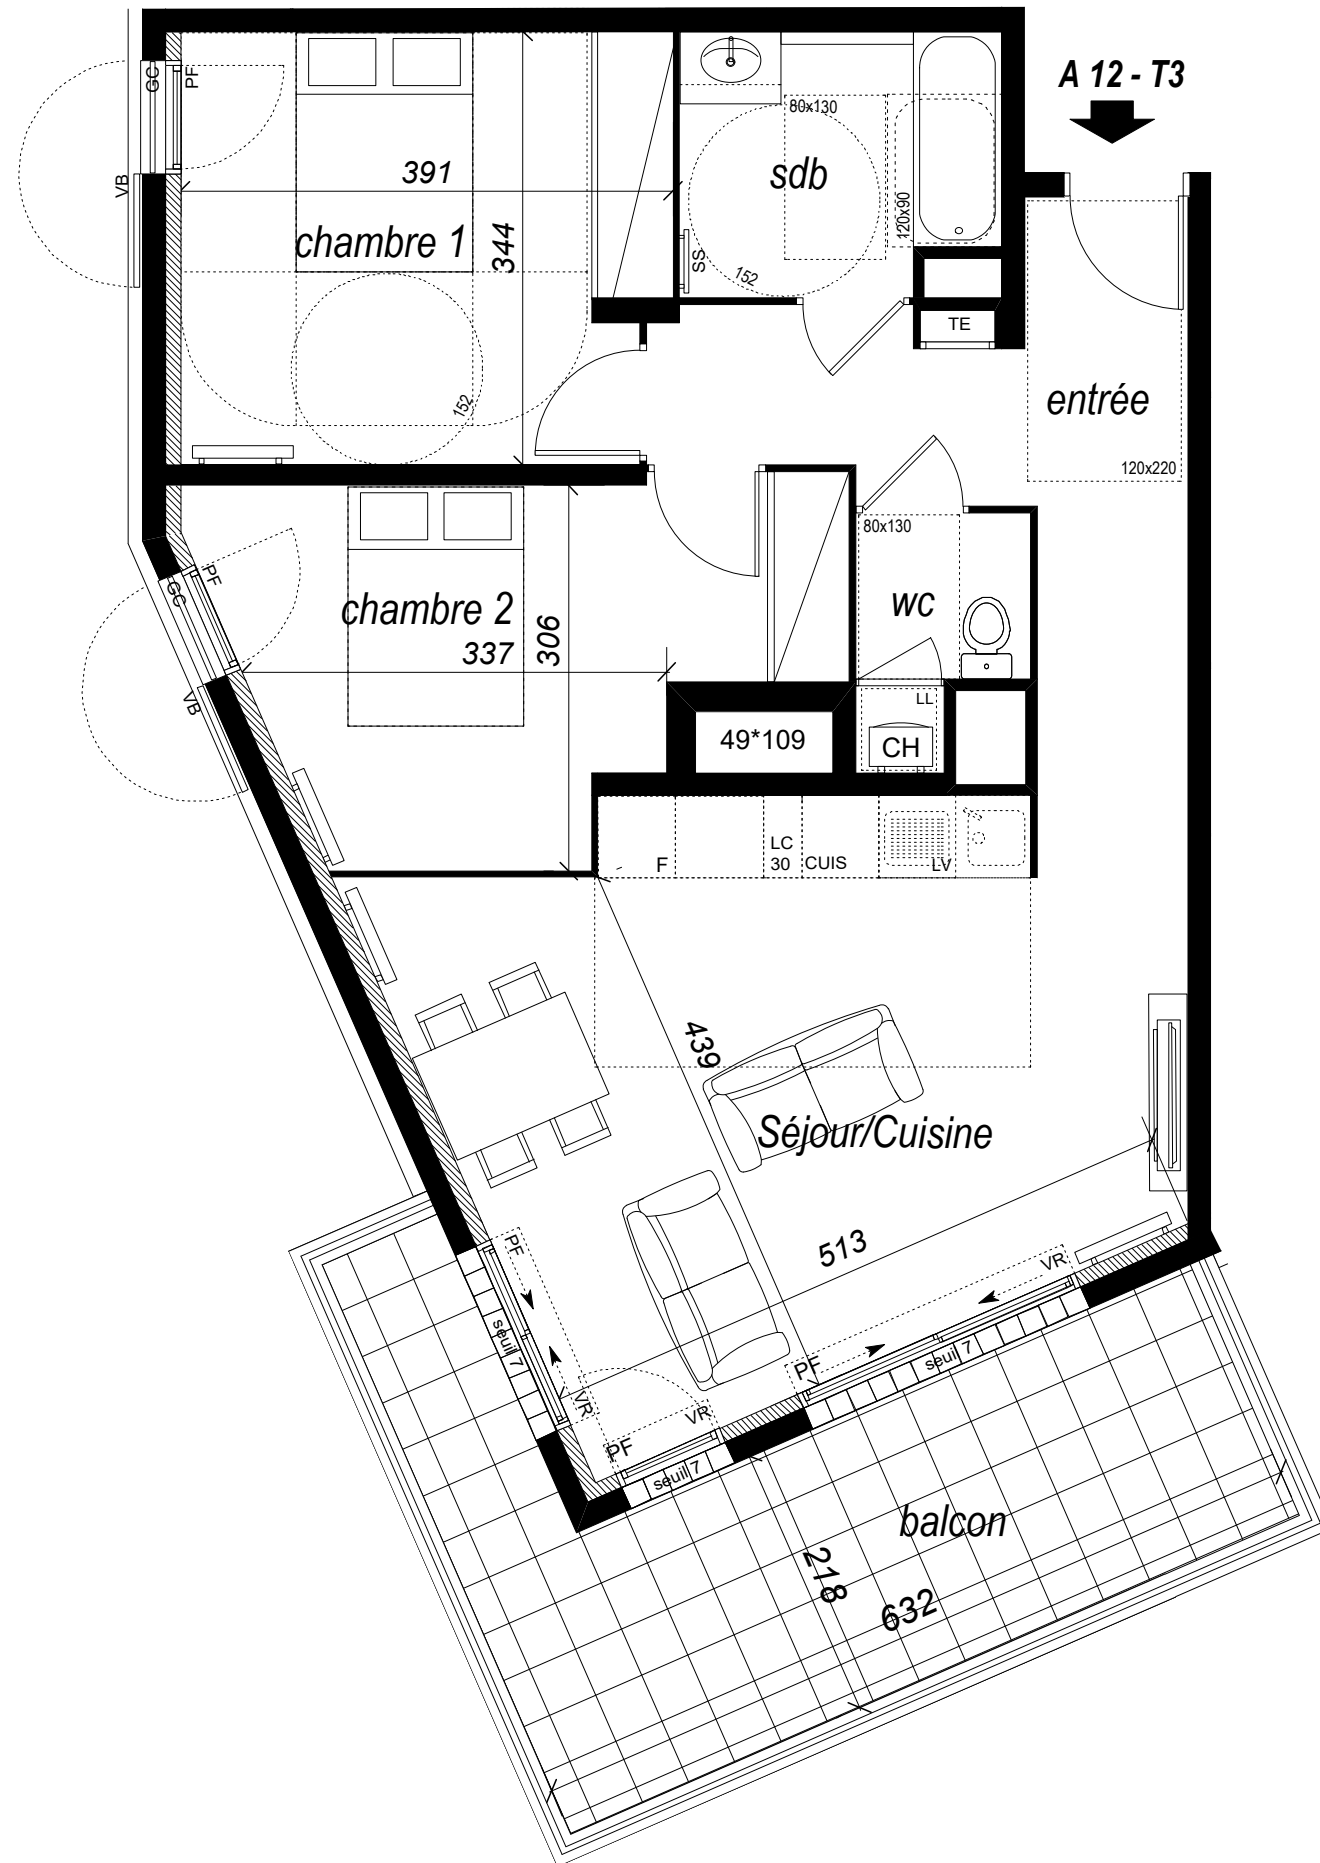 A 12 - T3
GC
PF
VB
391
chambre 1
344
152
80x130
sdb
120x90
SS
152
TE
entrée
120x220
GC
PF
VB
chambre 2
337
306
80x130
wc
LL
CH
49*109
F
LC
30
CUIS
LV
439
Séjour/Cuisine
513
PF
seuil 7
VR
VR
PF
seuil 7
PF
VR
seuil 7
balcon
218
632